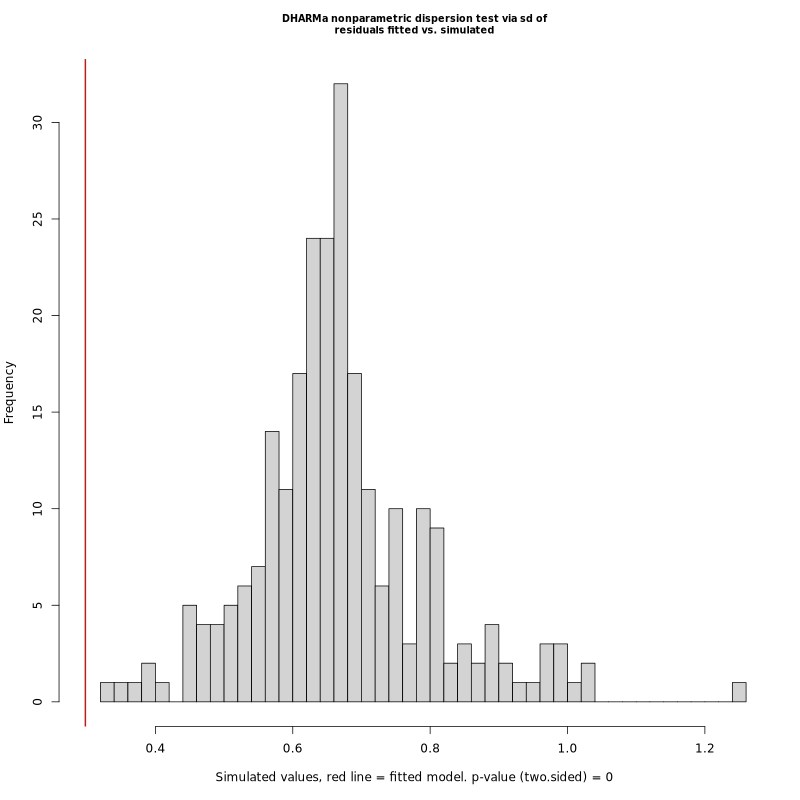 DHARMa nonparametric dispersion test via sd of
residuals fitted vs. simulated
30
25
20
15
10
5
0
Frequency
0.4 0.6 0.8 1.0 1.2
Simulated values, red line = fitted model. p-value (two.sided) = 0